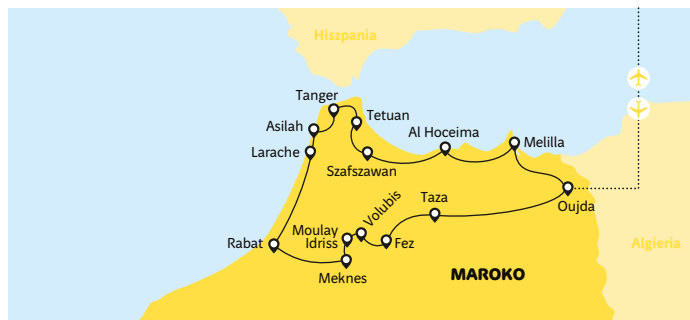 Hiszpania
Tanger
Tetuan
Asilah
Al Hoceima
Melilla
Larache
Szafszawan
Taza
Volubis
Oujda
Moulay
Idriss
Rabat
Fez
Algieria
Meknes
MAROKO